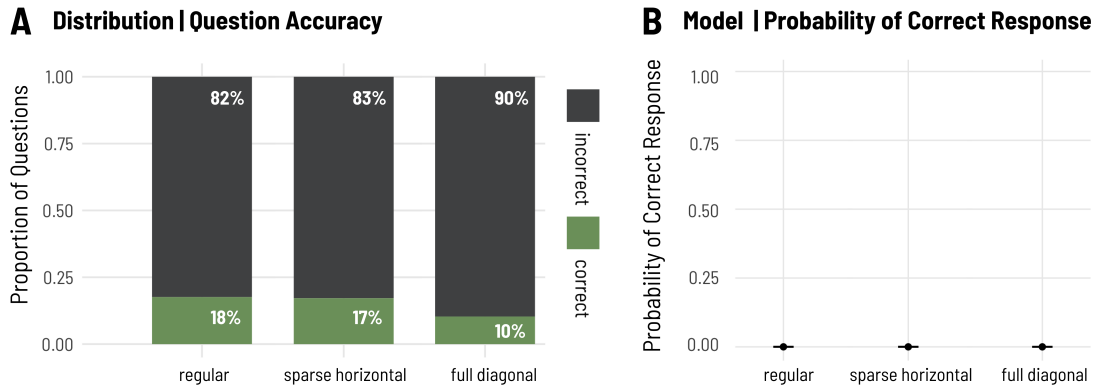 A Distribution | Question Accuracy
Proportion of Questions
1.00
0.75
0.50
0.25
0.00
82%
83%
90%
18%
17%
10%
regular
sparse horizontal
full diagonal
incorrect
correct
B Model | Probability of Correct Response
Probability of Correct Response
1.00
0.75
0.50
0.25
0.00
regular
sparse horizontal
full diagonal